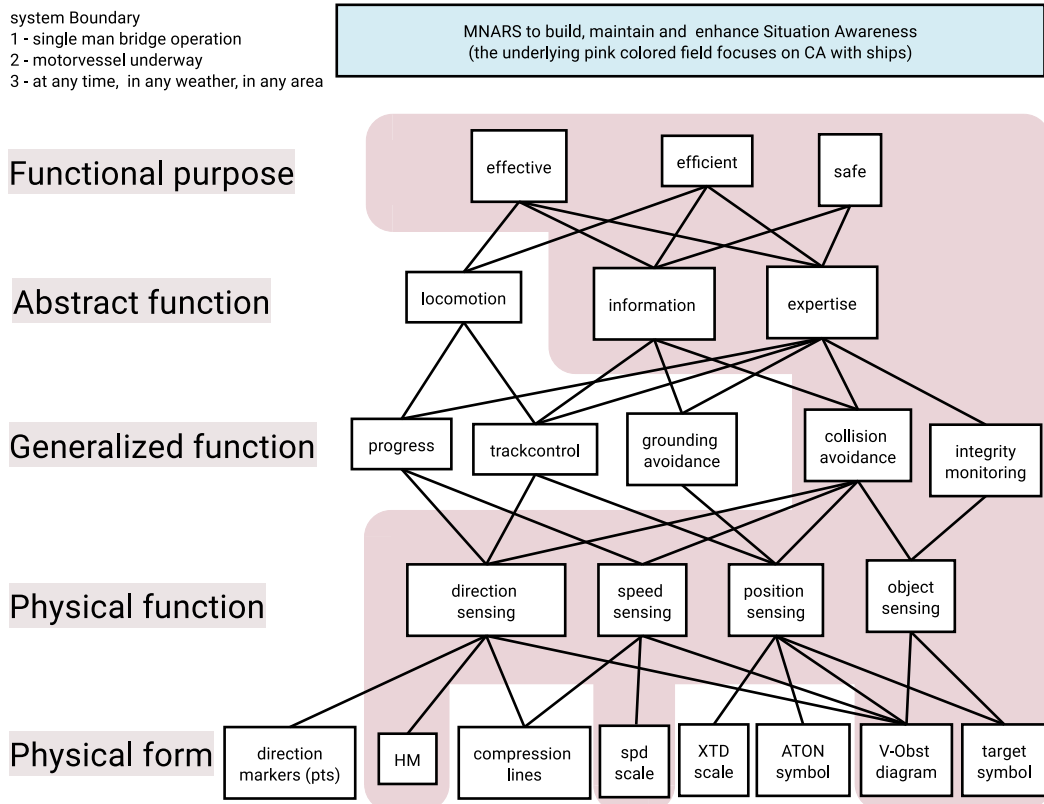 system Boundary
1 - single man bridge operation
2 - motorvessel underway
3 - at any time, in any weather, in any area
MNARS to build, maintain and enhance Situation Awareness
(the underlying pink colored field focuses on CA with ships)
Functional purpose
effective
efficient
safe
Abstract function
locomotion
information
expertise
Generalized function
progress
trackcontrol
grounding
avoidance
collision
avoidance
integrity
monitoring
Physical function
direction
sensing
speed
sensing
position
sensing
object
sensing
Physical form
direction
markers (pts)
HM
compression
lines
spd
scale
XTD
scale
ATON
symbol
V-Obst
diagram
target
symbol